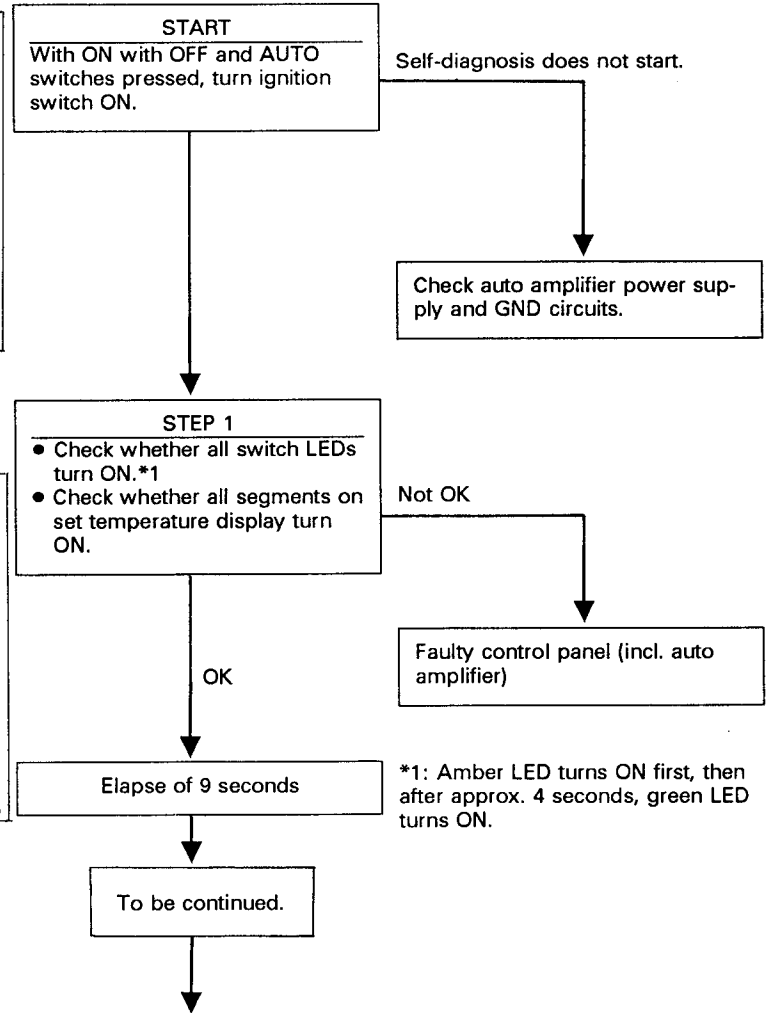 START
With ON with OFF and AUTO
switches pressed, turn ignition
switch ON.
Self-diagnosis does not start.
Check auto amplifier power sup-
ply and GND circuits.
STEP 1
● Check whether all switch LEDs
turn ON.*1
● Check whether all segments on
set temperature display turn
ON.
Not OK
Faulty control panel (incl. auto
amplifier)
OK
Elapse of 9 seconds
*1: Amber LED turns ON first, then
after approx. 4 seconds, green LED
turns ON.
To be continued.